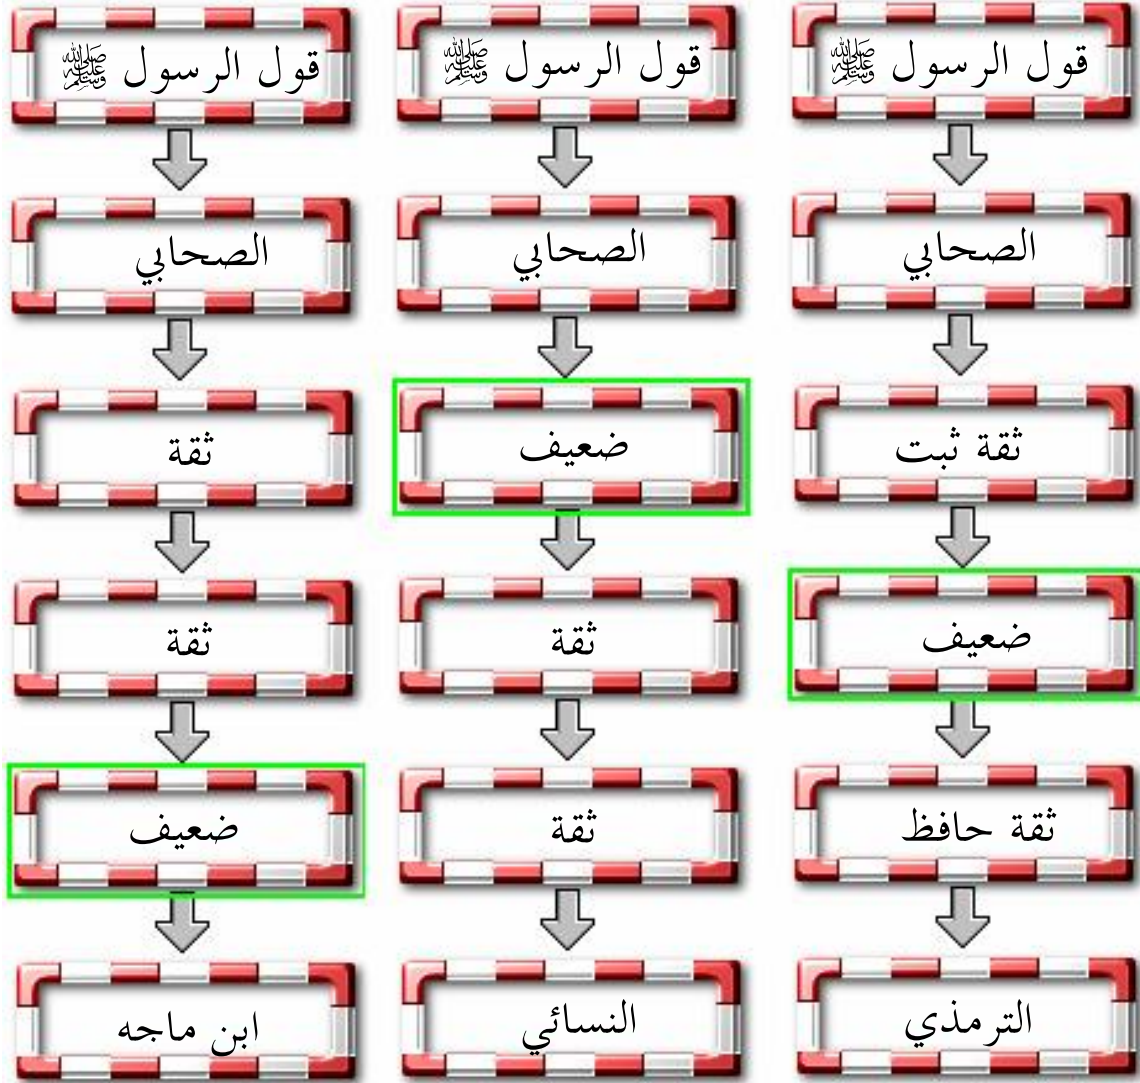 قول الرسول ﷺ
الصحابي
ثقة ثبت
ضعيف
ثقة حافظ
الترمذي
قول الرسول ﷺ
الصحابي
ضعيف
ثقة
ثقة
النسائي
قول الرسول ﷺ
الصحابي
ثقة
ثقة
ضعيف
ابن ماجه